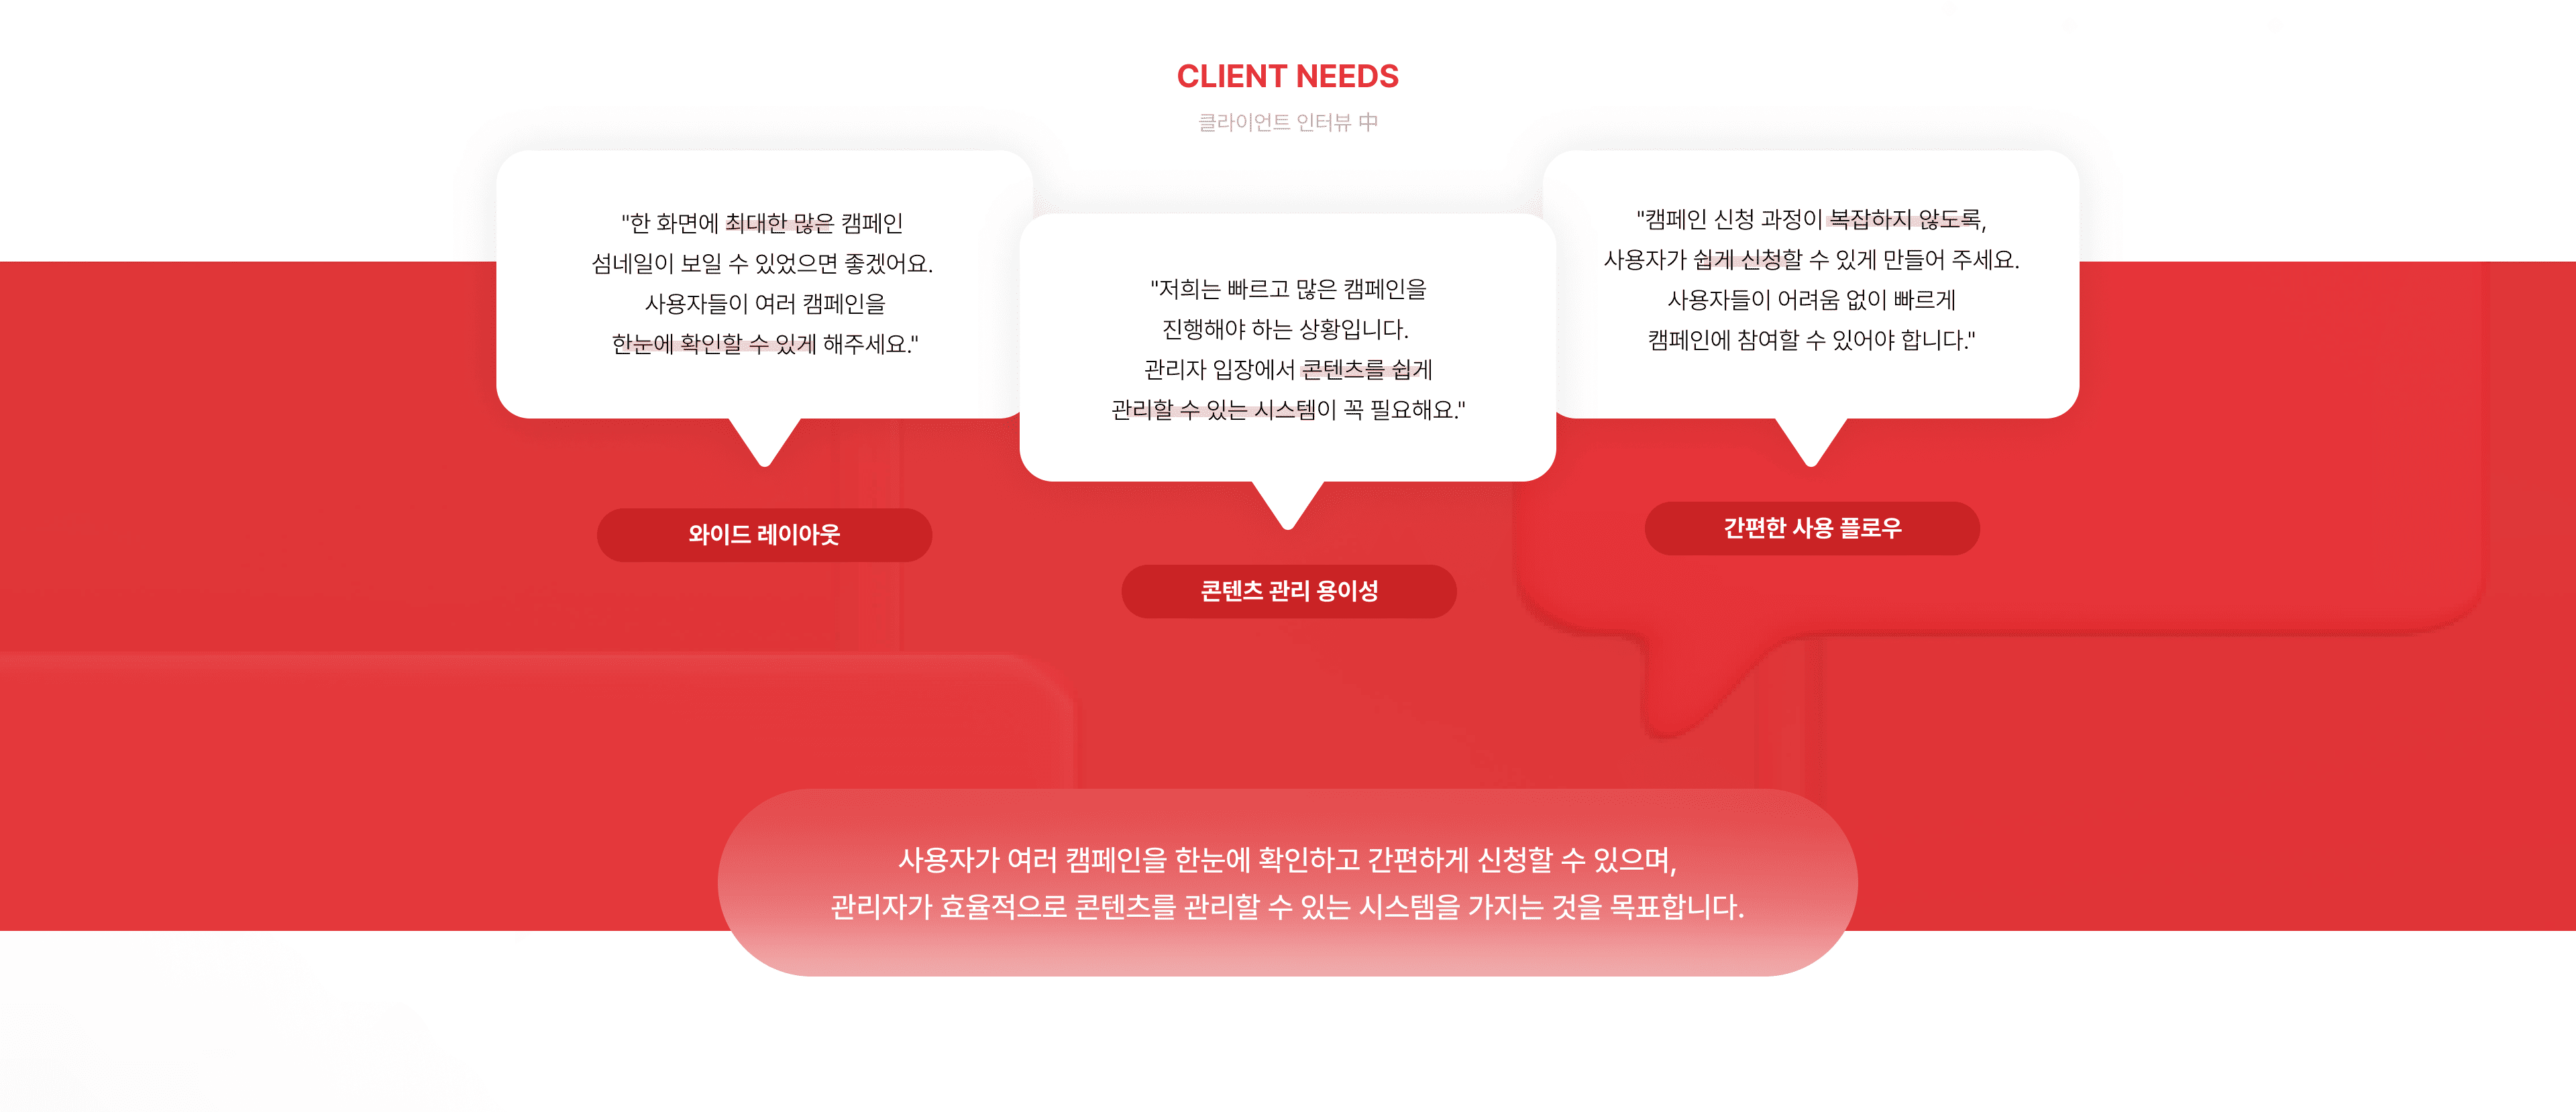 CLIENT NEEDS
클라이언트 인터뷰 中
"한 화면에 최대한 많은 캠페인
섬네일이 보일 수 있었으면 좋겠어요.
사용자들이 여러 캠페인을
한눈에 확인할 수 있게 해주세요."
와이드 레이아웃
"저희는 빠르고 많은 캠페인을
진행해야 하는 상황입니다.
관리자 입장에서 콘텐츠를 쉽게
관리할 수 있는 시스템이 꼭 필요해요."
콘텐츠 관리 용이성
"캠페인 신청 과정이 복잡하지 않도록,
사용자가 쉽게 신청할 수 있게 만들어 주세요.
사용자들이 어려움 없이 빠르게
캠페인에 참여할 수 있어야 합니다."
간편한 사용 플로우
사용자가 여러 캠페인을 한눈에 확인하고 간편하게 신청할 수 있으며,
관리자가 효율적으로 콘텐츠를 관리할 수 있는 시스템을 가지는 것을 목표합니다.